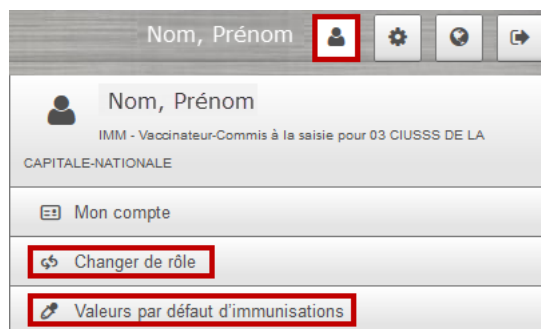 Nom, Prénom
Nom, Prénom
IMM - Vaccinateur-Commis à la saisie pour 03 CIUSSS DE LA
CAPITALE-NATIONALE
Mon compte
Changer de rôle
Valeurs par défaut d'immunisations